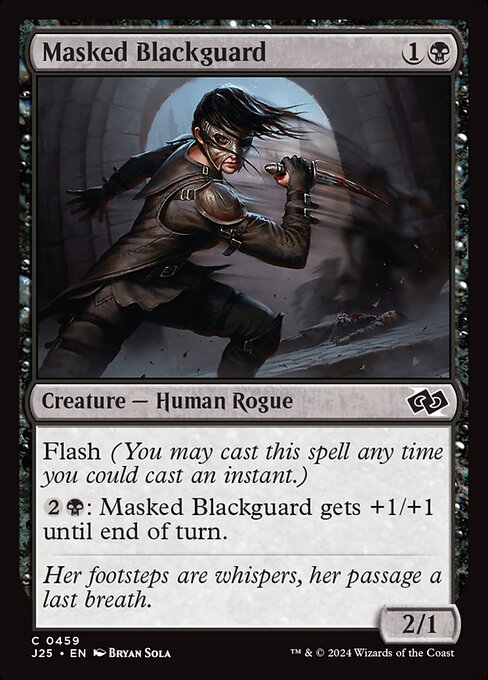 Masked Blackguard 1
Creature — Human Rogue
Flash (You may cast this spell any time
you could cast an instant.)
2: Masked Blackguard gets +1/+1
until end of turn.
Her footsteps are whispers, her passage a
last breath.
2/1
C 0459
J25 • EN Bryan Sola
™ & © 2024 Wizards of the Coast